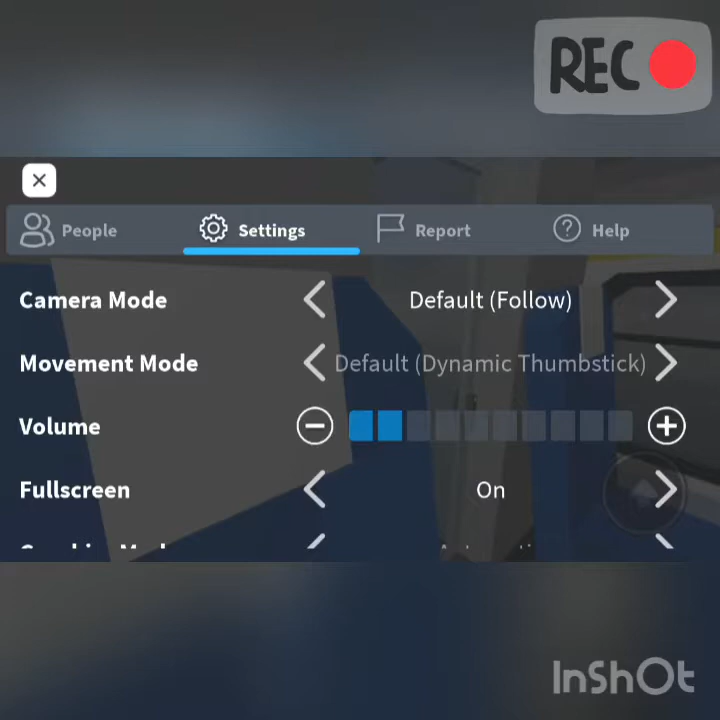 REC
People Settings Report Help
Camera Mode Default (Follow)
Movement Mode Default (Dynamic Thumbstick)
Volume
Fullscreen On
InShOt